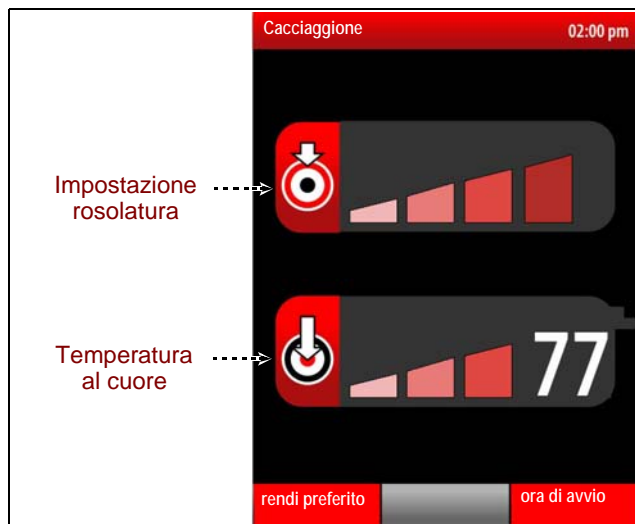 Cacciaggione
02:00 pm
Impostazione
rosolatura
Temperatura
al cuore
77
rendi preferito
ora di avvio